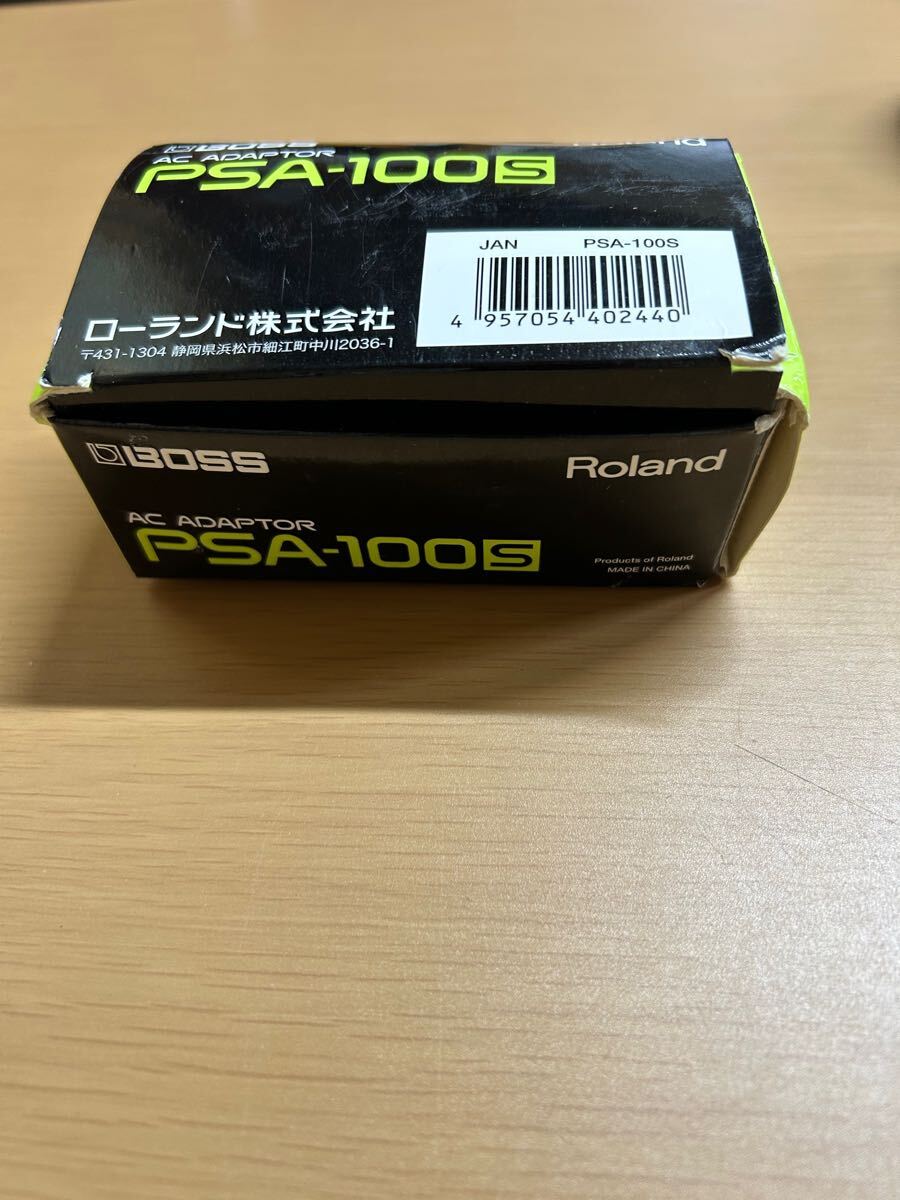 BOSS
Roland
AC ADAPTOR
PSA-100S
JAN PSA-100S
4 957054 402440
ローランド株式会社
〒431-1304 静岡県浜松市細江町中川2036-1
BOSS
Roland
AC ADAPTOR
PSA-100S
Products of Roland
MADE IN CHINA